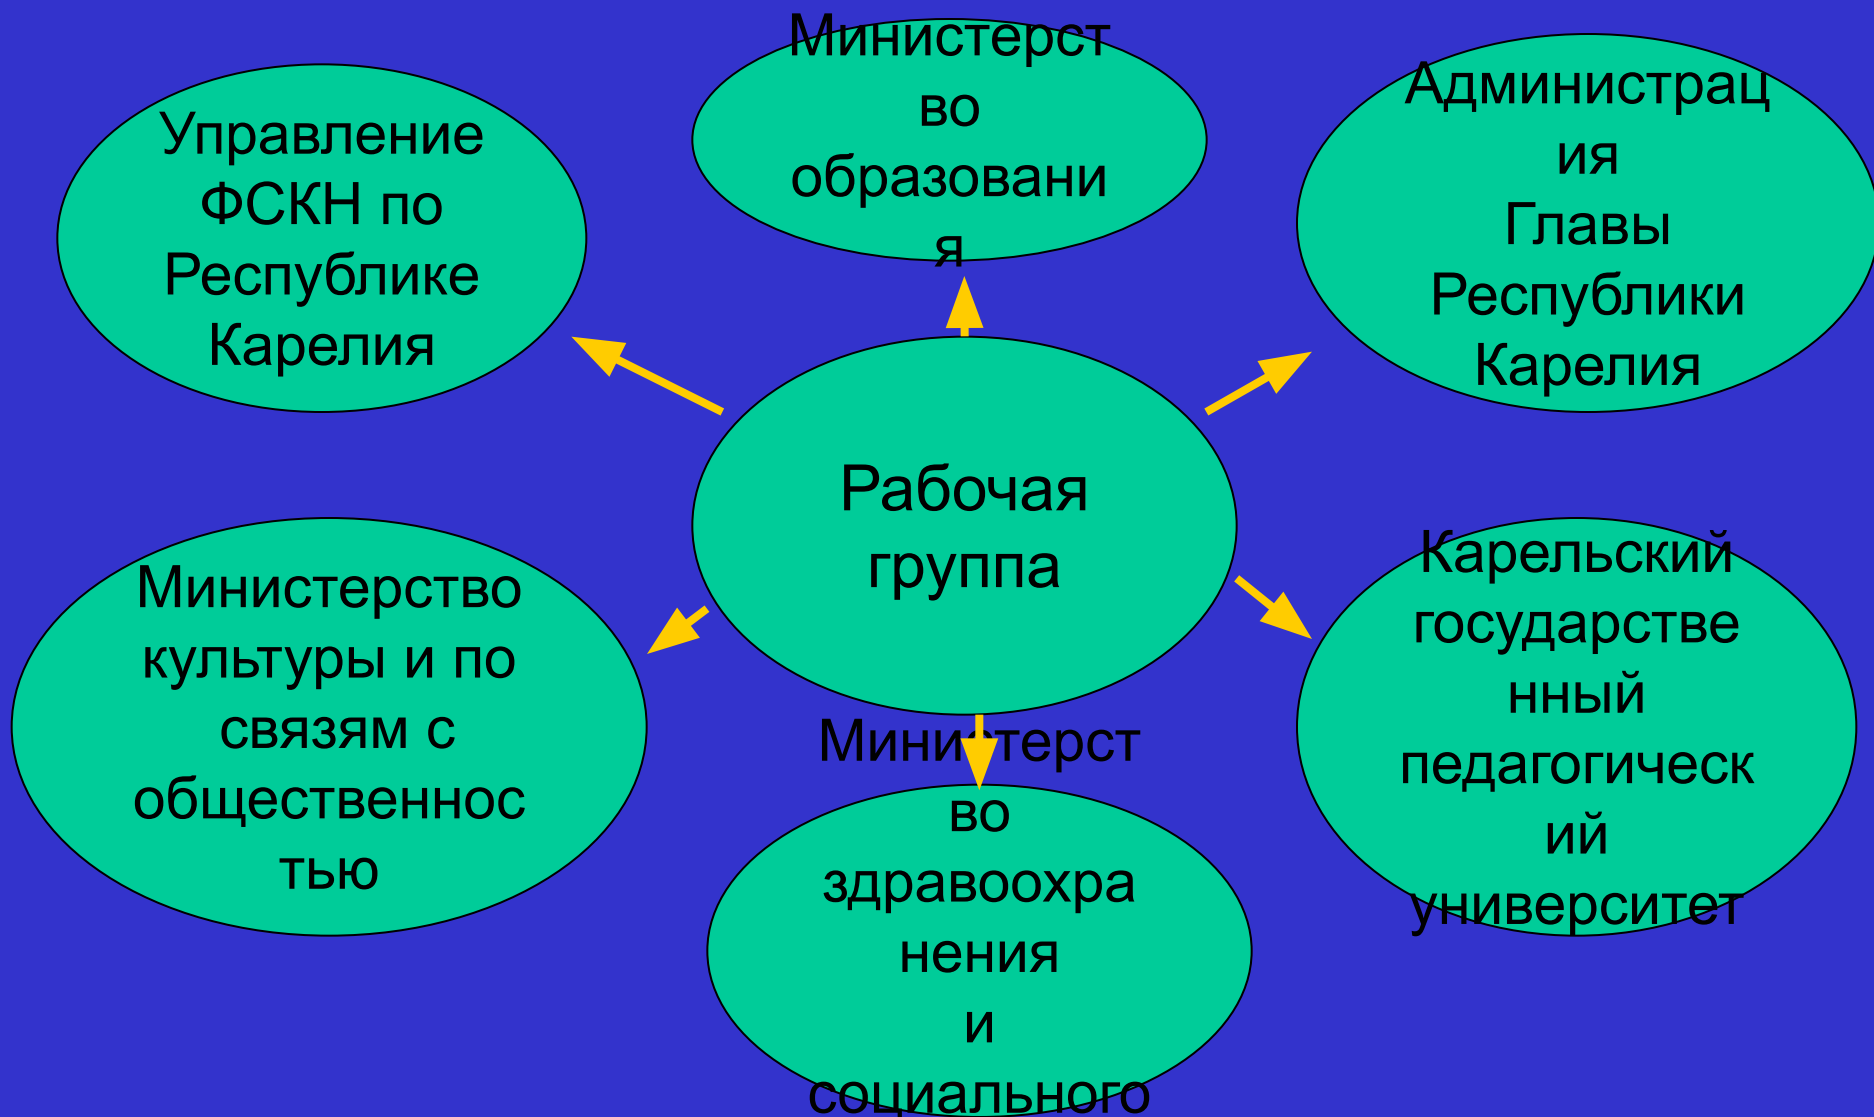 Министерст
во
образовани
я
Управление
ФСКН по
Республике
Карелия
Администрац
ия
Главы
Республики
Карелия
Рабочая
группа
Министерство
культуры и по
связям с
общественнос
тью
Карельский
государстве
нный
педагогическ
ий
университет
Министерст
во
здравоохра
нения
и
социального